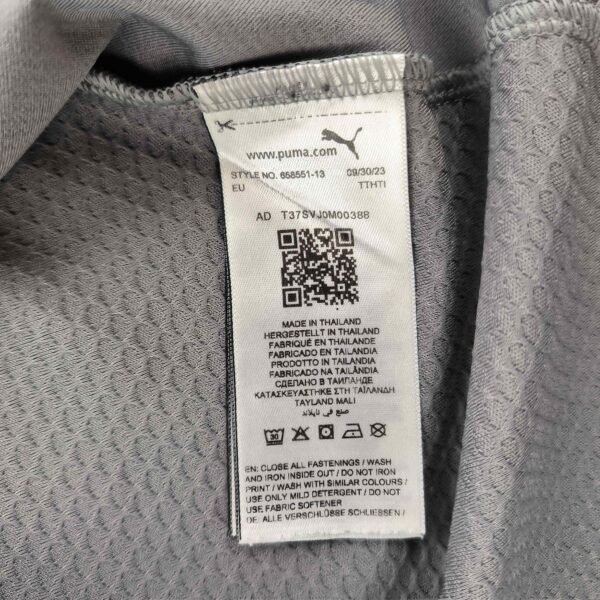 www.puma.com
STYLE NO. 658551-13 09/30/23
EU TTHTI
AD T37SVJ0M00388
MADE IN THAILAND
HERGESTELLT IN THAILAND
FABRIQUÉ EN THAÏLANDE
FABRICADO EN TAILANDIA
PRODOTTO IN TAILANDIA
FABRICADO NA TAILÂNDIA
СДЕЛАНО В ТАИЛАНДЕ
ΚΑΤΑΣΚΕΥΑΣΤΗΚΕ ΣΤΗ ΤΑΪΛΑΝΔΗ
TAYLAND MALI
صنع في تايلاند
30
EN: CLOSE ALL FASTENINGS / WASH
AND IRON INSIDE OUT / DO NOT IRON
PRINT / WASH WITH SIMILAR COLOURS /
USE ONLY MILD DETERGENT / DO NOT
USE FABRIC SOFTENER
DE: ALLE VERSCHLÜSSE SCHLIESSEN /